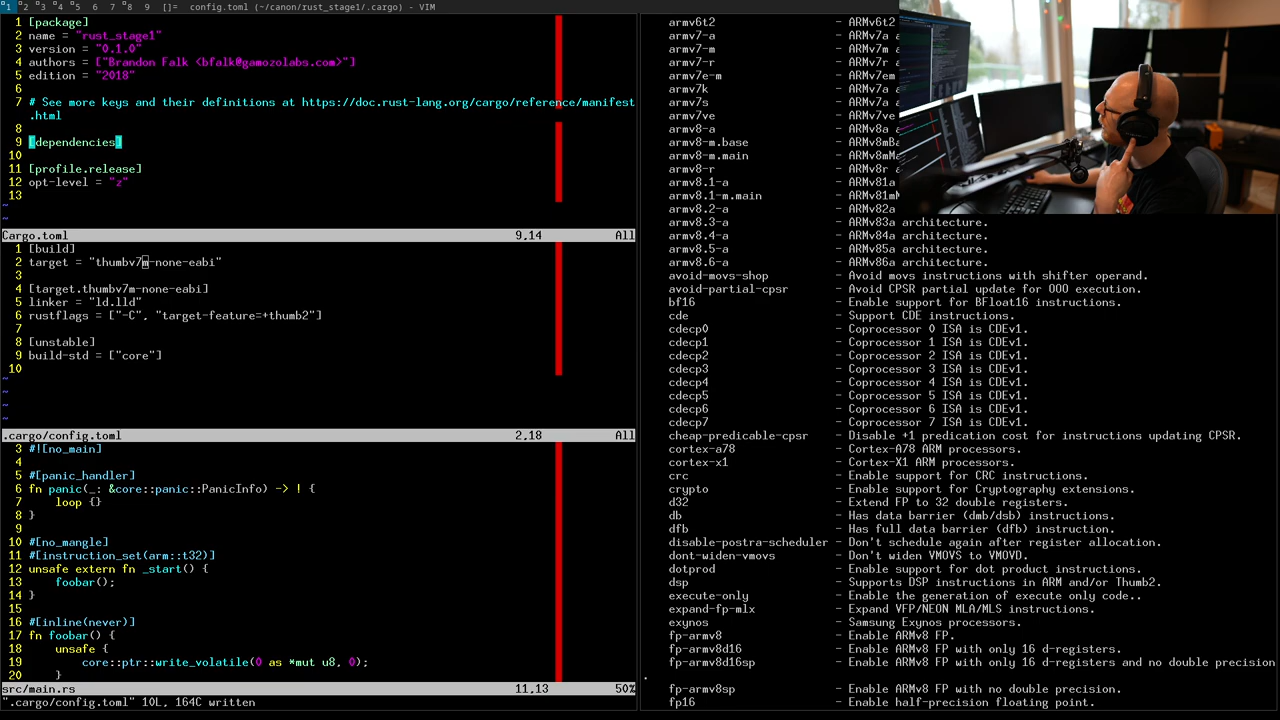 1 2 3 4 5 6 7 8 9 []= config.toml (~/canon/rust_stage1/.cargo) - VIM
1 [package]
2 name = "rust_stage1"
3 version = "0.1.0"
4 authors = ["Brandon Falk <bfalk@gamozolabs.com>"]
5 edition = "2018"
6
7 # See more keys and their definitions at https://doc.rust-lang.org/cargo/reference/manifest
.html
8
9 [dependencies]
10
11 [profile.release]
12 opt-level = "z"
13
~
~
Cargo.toml 9,14 All
1 [build]
2 target = "thumbv7m-none-eabi"
3
4 [target.thumbv7m-none-eabi]
5 linker = "ld.lld"
6 rustflags = ["-C", "target-feature=+thumb2"]
7
8 [unstable]
9 build-std = ["core"]
10
~
~
~
~
.cargo/config.toml 2,18 All
3 #![no_main]
4
5 #[panic_handler]
6 fn panic(_: &core::panic::PanicInfo) -> ! {
7 loop {}
8 }
9
10 #[no_mangle]
11 #[instruction_set(arm::t32)]
12 unsafe extern fn _start() {
13 foobar();
14 }
15
16 #[inline(never)]
17 fn foobar() {
18 unsafe {
19 core::ptr::write_volatile(0 as *mut u8, 0);
20 }
src/main.rs 11,13 50%
".cargo/config.toml" 10L, 164C written
armv6t2 - ARMv6t2
armv7-a - ARMv7a
armv7-m - ARMv7m
armv7-r - ARMv7r
armv7e-m - ARMv7em
armv7k - ARMv7a
armv7s - ARMv7a
armv7ve - ARMv7ve
armv8-a - ARMv8a
armv8-m.base - ARMv8mBa
armv8-m.main - ARMv8mMa
armv8-r - ARMv8r
armv8.1-a - ARMv81a
armv8.1-m.main - ARMv81m
armv8.2-a - ARMv82a
armv8.3-a - ARMv83a architecture.
armv8.4-a - ARMv84a architecture.
armv8.5-a - ARMv85a architecture.
armv8.6-a - ARMv86a architecture.
avoid-movs-shop - Avoid movs instructions with shifter operand.
avoid-partial-cpsr - Avoid CPSR partial update for OOO execution.
bf16 - Enable support for BFloat16 instructions.
cde - Support CDE instructions.
cdecp0 - Coprocessor 0 ISA is CDEv1.
cdecp1 - Coprocessor 1 ISA is CDEv1.
cdecp2 - Coprocessor 2 ISA is CDEv1.
cdecp3 - Coprocessor 3 ISA is CDEv1.
cdecp4 - Coprocessor 4 ISA is CDEv1.
cdecp5 - Coprocessor 5 ISA is CDEv1.
cdecp6 - Coprocessor 6 ISA is CDEv1.
cdecp7 - Coprocessor 7 ISA is CDEv1.
cheap-predicable-cpsr - Disable +1 predication cost for instructions updating CPSR.
cortex-a78 - Cortex-A78 ARM processors.
cortex-x1 - Cortex-X1 ARM processors.
crc - Enable support for CRC instructions.
crypto - Enable support for Cryptography extensions.
d32 - Extend FP to 32 double registers.
db - Has data barrier (dmb/dsb) instructions.
dfb - Has full data barrier (dfb) instruction.
disable-postra-scheduler - Don't schedule again after register allocation.
dont-widen-vmovs - Don't widen VMOVS to VMOVD.
dotprod - Enable support for dot product instructions.
dsp - Supports DSP instructions in ARM and/or Thumb2.
execute-only - Enable the generation of execute only code..
expand-fp-mlx - Expand VFP/NEON MLA/MLS instructions.
exynos - Samsung Exynos processors.
fp-armv8 - Enable ARMv8 FP.
fp-armv8d16 - Enable ARMv8 FP with only 16 d-registers.
fp-armv8d16sp - Enable ARMv8 FP with only 16 d-registers and no double precision
.
fp-armv8sp - Enable ARMv8 FP with no double precision.
fp16 - Enable half-precision floating point.